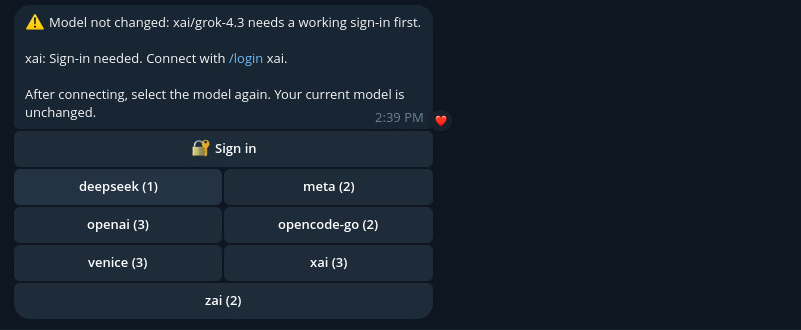 ⚠️ Model not changed: xai/grok-4.3 needs a working sign-in first.
xai: Sign-in needed. Connect with /login xai.
After connecting, select the model again. Your current model is
unchanged.
2:39 PM
🔐 Sign in
deepseek (1)
meta (2)
openai (3)
opencode-go (2)
venice (3)
xai (3)
zai (2)